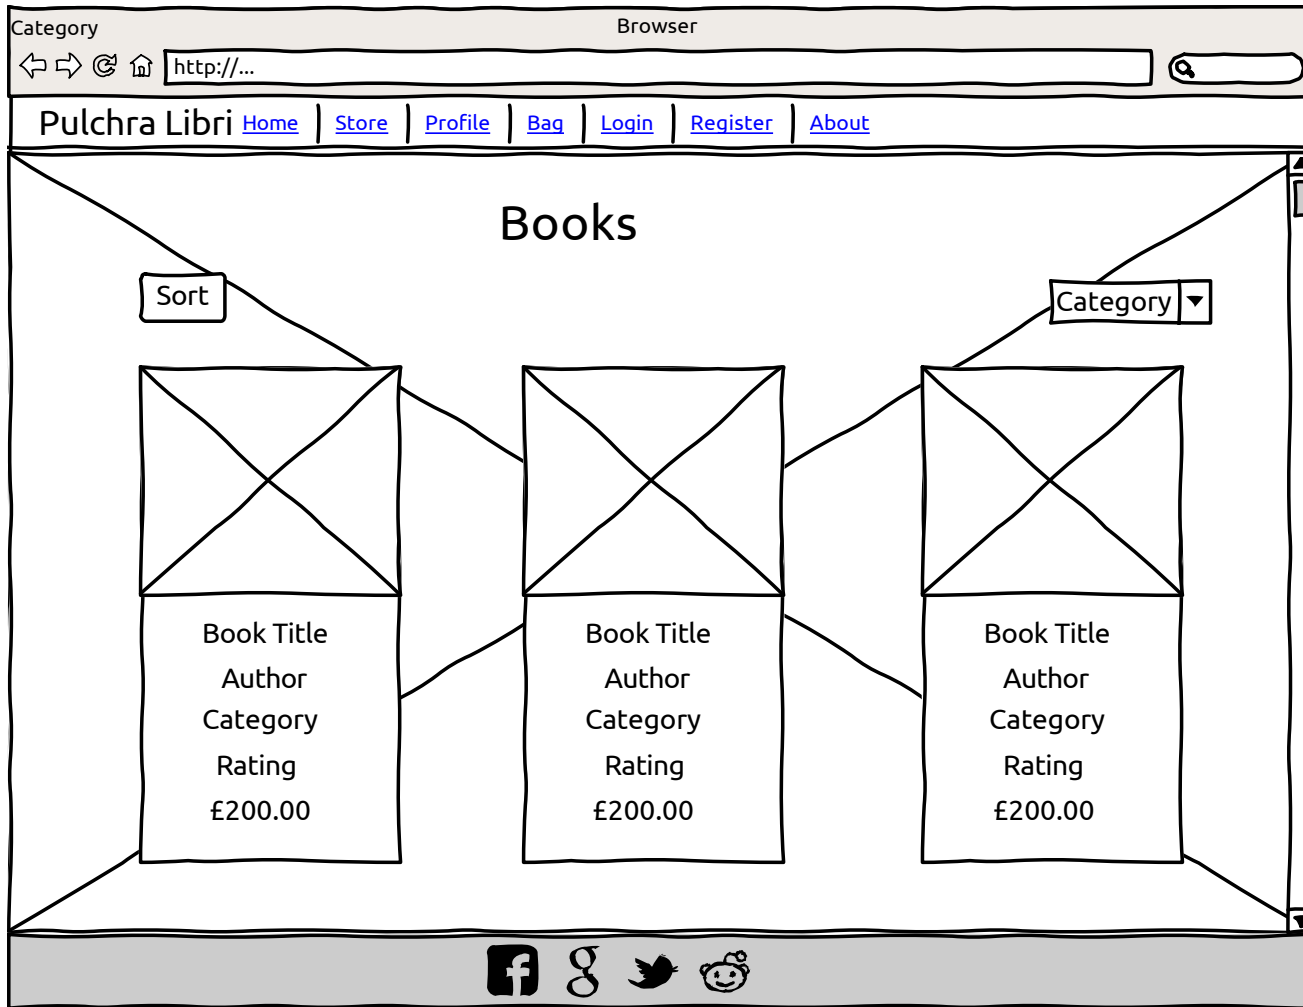 Category
Browser
http://...
Pulchra Libri Home Store Profile Bag Login Register About
Books
Sort
Category
Book Title
Author
Category
Rating
£200.00
Book Title
Author
Category
Rating
£200.00
Book Title
Author
Category
Rating
£200.00